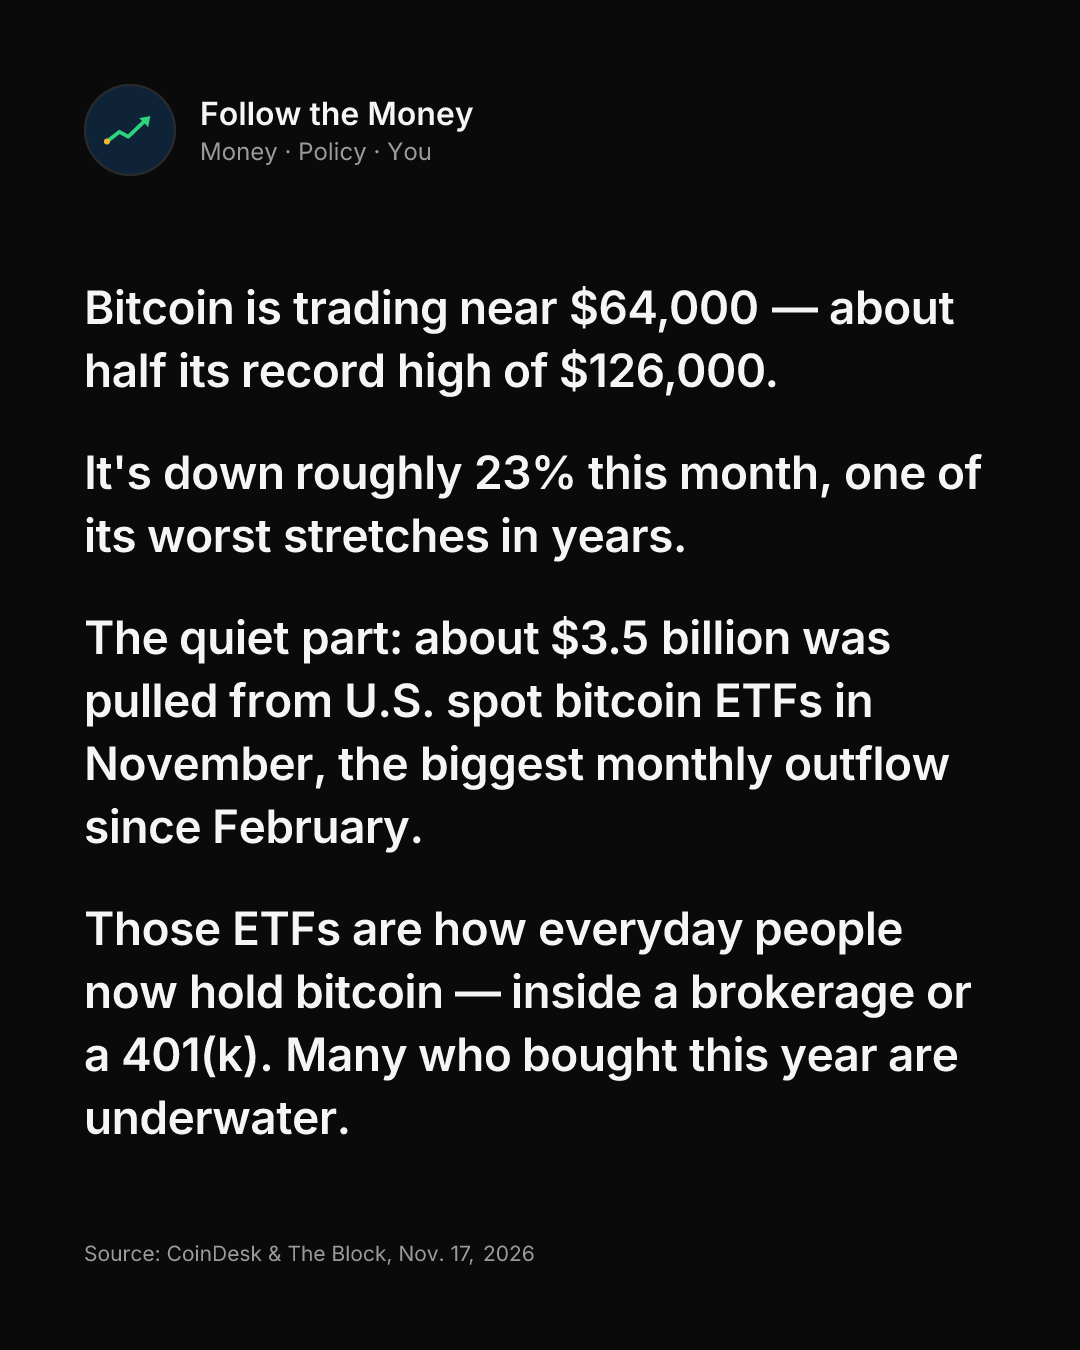 Follow the Money
Money · Policy · You
Bitcoin is trading near $64,000 — about
half its record high of $126,000.
It's down roughly 23% this month, one of
its worst stretches in years.
The quiet part: about $3.5 billion was
pulled from U.S. spot bitcoin ETFs in
November, the biggest monthly outflow
since February.
Those ETFs are how everyday people
now hold bitcoin — inside a brokerage or
a 401(k). Many who bought this year are
underwater.
Source: CoinDesk & The Block, Nov. 17, 2026